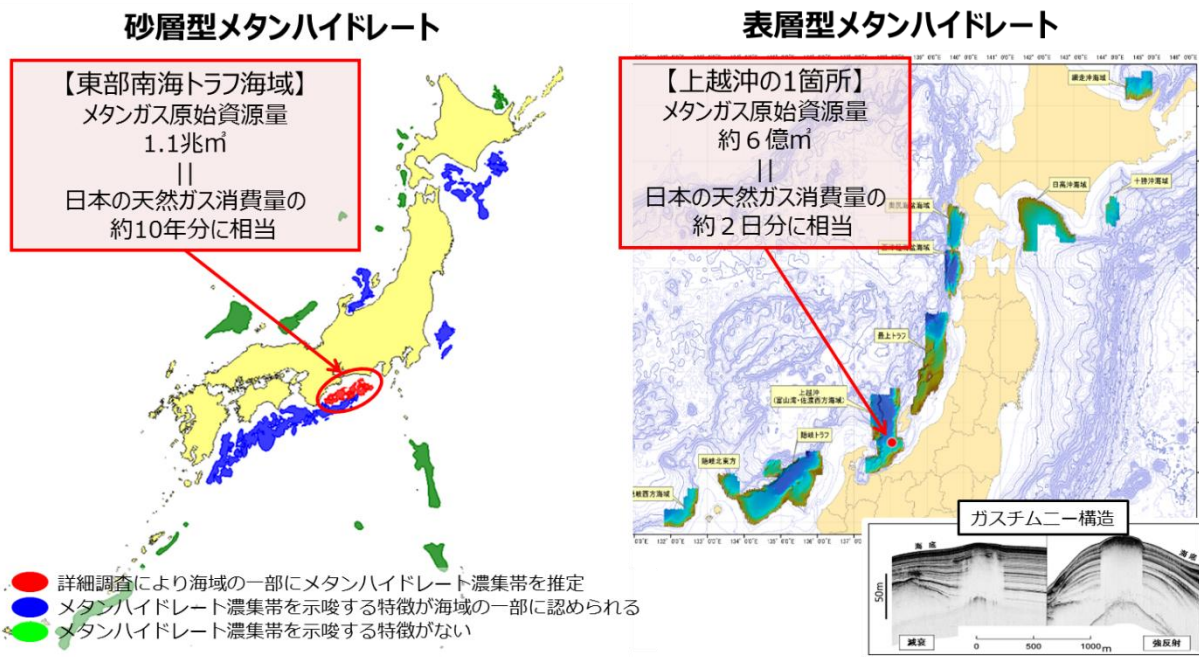 砂層型メタンハイドレート
【東部南海トラフ海域】
メタンガス原始資源量
1.1兆㎥
||
日本の天然ガス消費量の
約10年分に相当
詳細調査により海域の一部にメタンハイドレート濃集帯を推定
メタンハイドレート濃集帯を示唆する特徴が海域の一部に認められる
メタンハイドレート濃集帯を示唆する特徴がない
表層型メタンハイドレート
【上越沖の1箇所】
メタンガス原始資源量
約6億㎥
||
日本の天然ガス消費量の
約2日分に相当
網走沖海域
日高沖海域
十勝沖海域
最上トラフ
上越沖
(富山湾・佐渡西方海域)
隠岐トラフ
隠岐北東方
ガスチムニー構造
海底
海底
50m
減衰
0 500 1000m
強反射